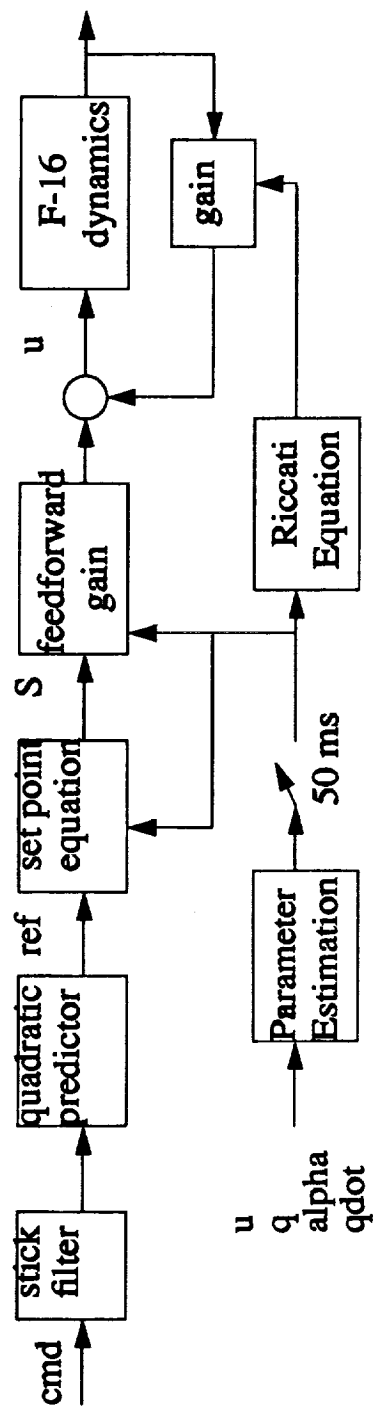 cmd
stick
filter
quadratic
predictor
ref
set point
equation
S
feedforward
gain
u
F-16
dynamics
gain
u
q
alpha
qdot
Parameter
Estimation
50 ms
Riccati
Equation